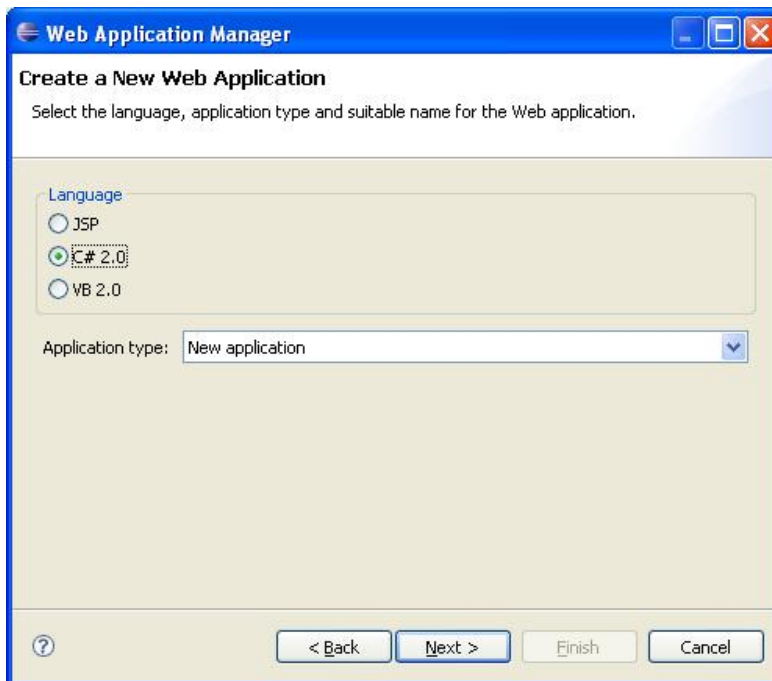 Web Application Manager
Create a New Web Application
Select the language, application type and suitable name for the Web application.
Language
JSP
C# 2.0
VB 2.0
Application type: New application
? < Back Next > Finish Cancel